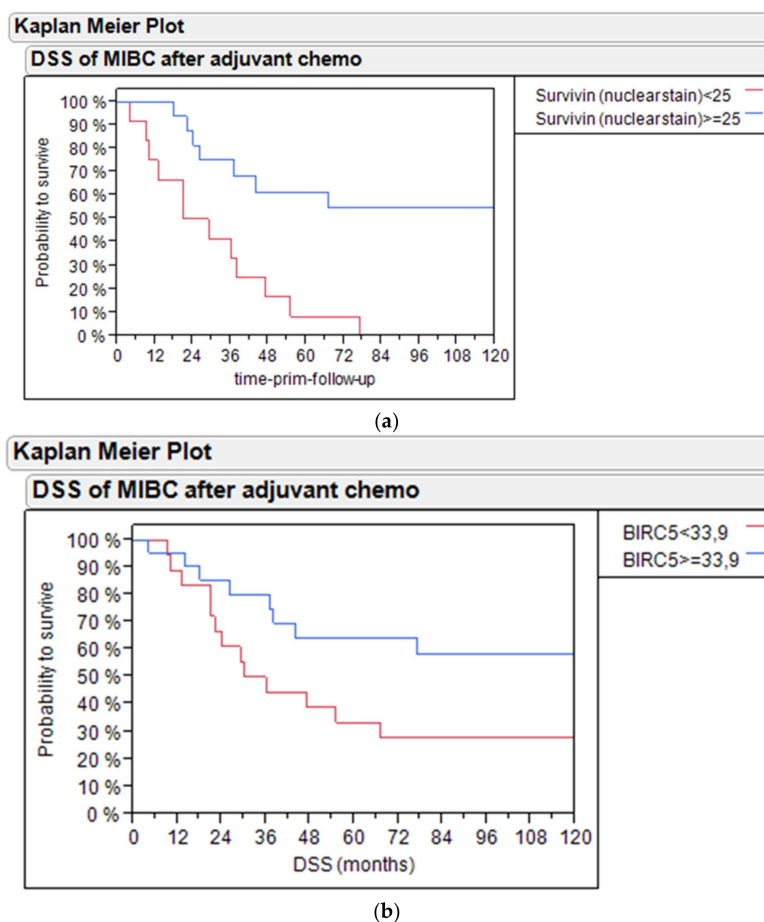 Kaplan Meier Plot
DSS of MIBC after adjuvant chemo
Survivin (nuclearstain)<25
Survivin (nuclearstain)>=25
Probability to survive
100 %
90 %
80 %
70 %
60 %
50 %
40 %
30 %
20 %
10 %
0 %
0 12 24 36 48 60 72 84 96 108 120
time-prim-follow-up
(a)
Kaplan Meier Plot
DSS of MIBC after adjuvant chemo
BIRC5<33,9
BIRC5>=33,9
Probability to survive
100 %
90 %
80 %
70 %
60 %
50 %
40 %
30 %
20 %
10 %
0 %
0 12 24 36 48 60 72 84 96 108 120
DSS (months)
(b)